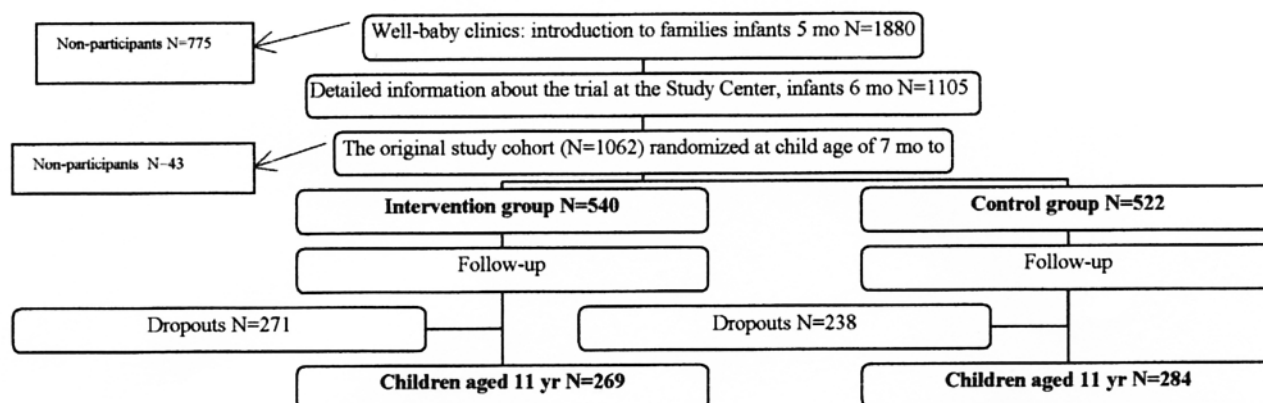 Non-participants N=775
Well-baby clinics: introduction to families infants 5 mo N=1880
Detailed information about the trial at the Study Center, infants 6 mo N=1105
Non-participants N=43
The original study cohort (N=1062) randomized at child age of 7 mo to
Intervention group N=540
Control group N=522
Follow-up
Follow-up
Dropouts N=271
Dropouts N=238
Children aged 11 yr N=269
Children aged 11 yr N=284